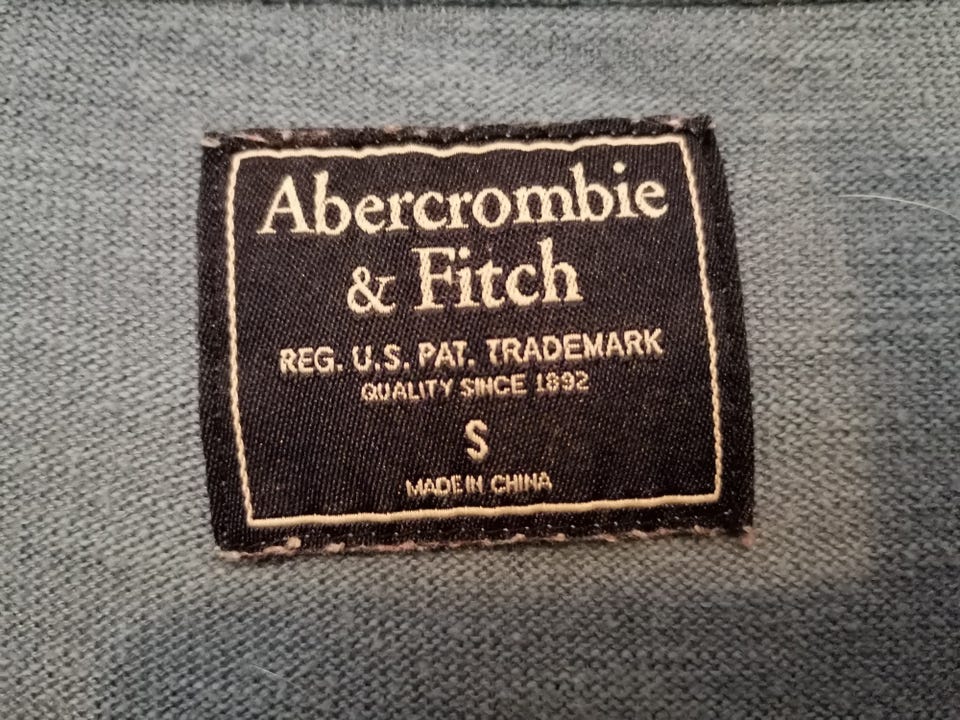 Abercrombie
& Fitch
REG. U.S. PAT. TRADEMARK
QUALITY SINCE 1892
S
MADE IN CHINA